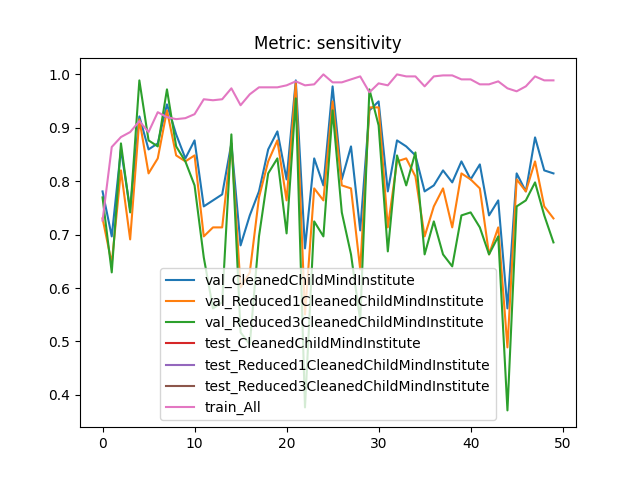 Metric: sensitivity
1.0
0.9
0.8
0.7
0.6
0.5
0.4
val_CleanedChildMindInstitute
val_Reduced1CleanedChildMindInstitute
val_Reduced3CleanedChildMindInstitute
test_CleanedChildMindInstitute
test_Reduced1CleanedChildMindInstitute
test_Reduced3CleanedChildMindInstitute
train_All
0 10 20 30 40 50